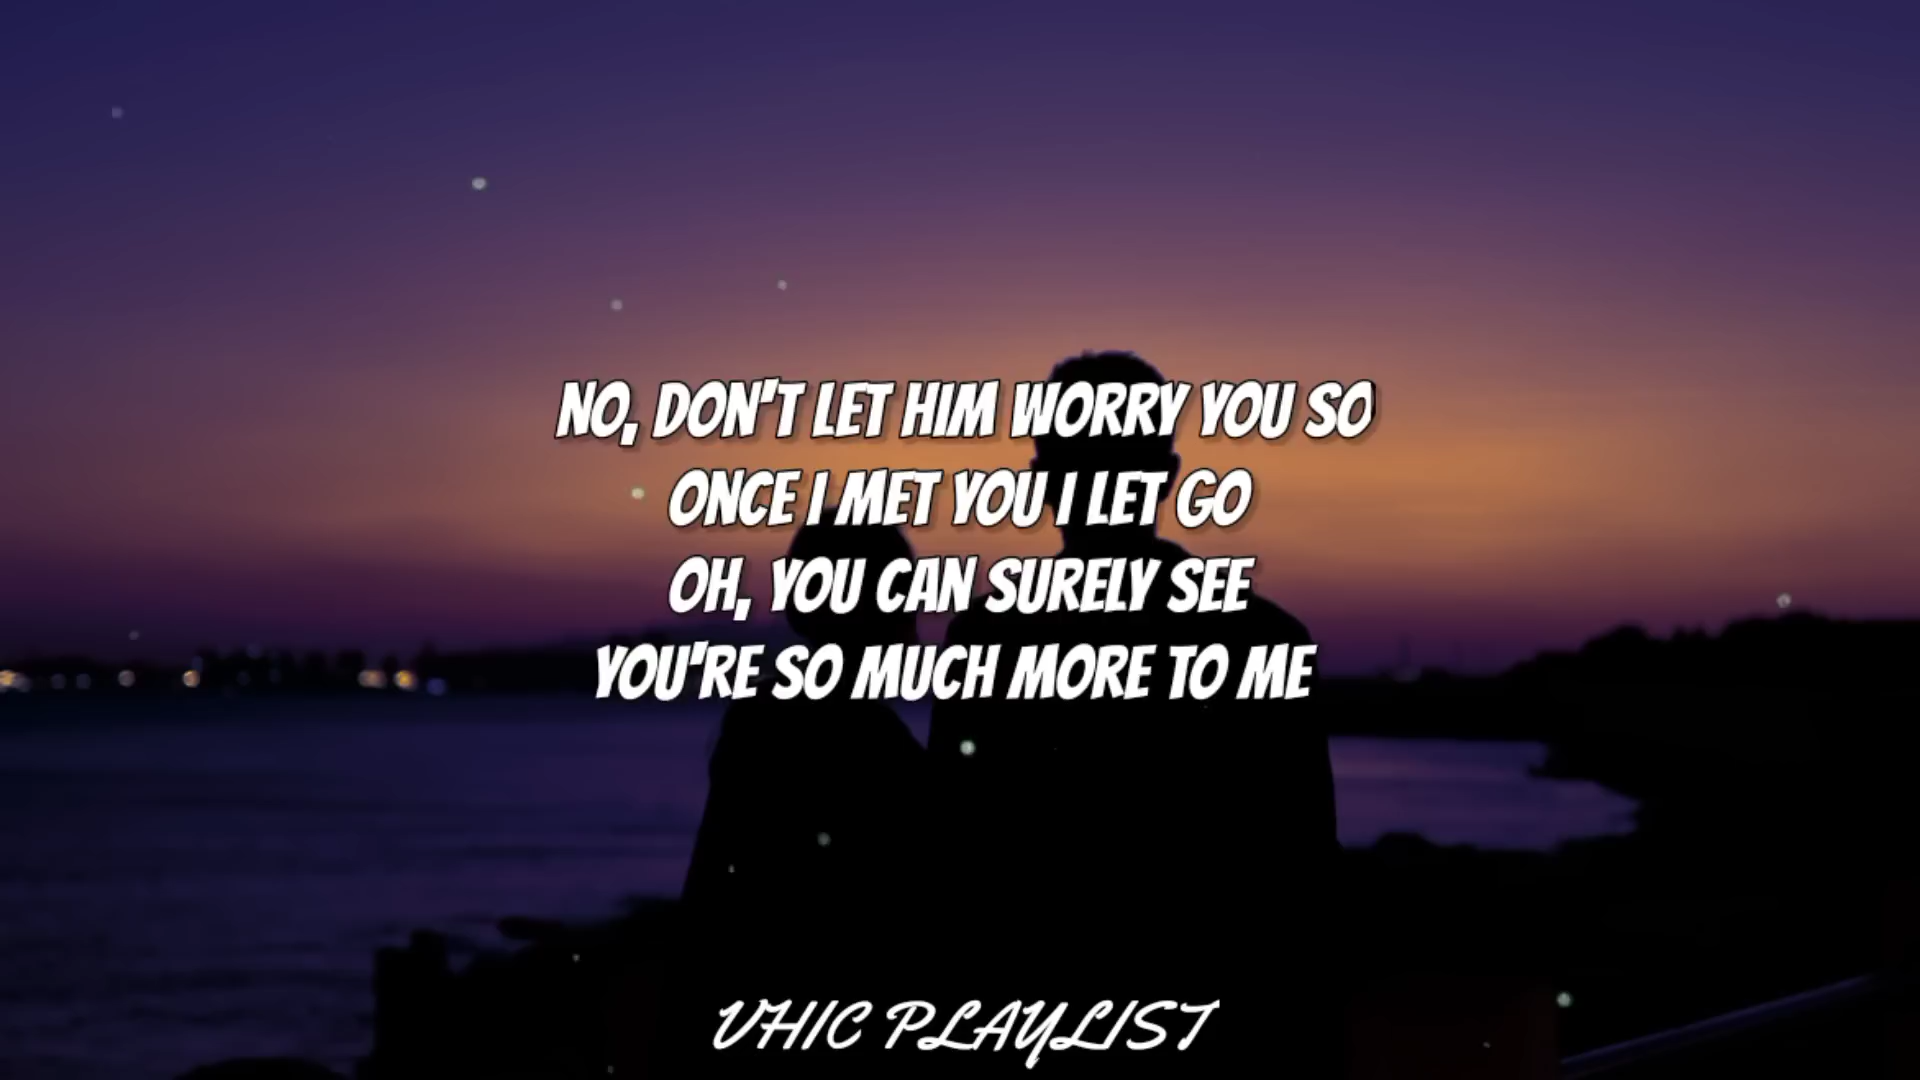 NO, DON'T LET HIM WORRY YOU SO
ONCE I MET YOU I LET GO
OH, YOU CAN SURELY SEE
YOU'RE SO MUCH MORE TO ME
VHIC PLAYLIST